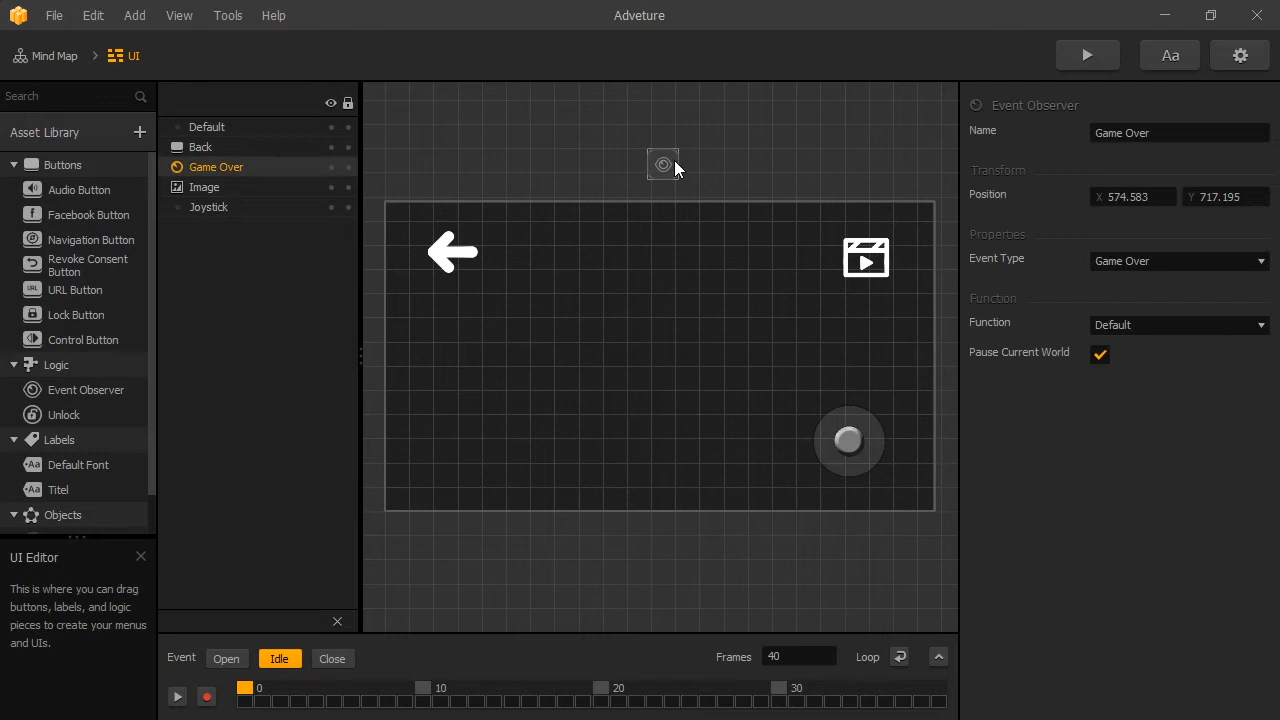 File Edit Add View Tools Help Adveture
Mind Map UI Aa
Search
Asset Library
Buttons
Audio Button
Facebook Button
Navigation Button
Revoke Consent
Button
URL
URL Button
Lock Button
Control Button
Logic
Event Observer
Unlock
Labels
Aa Default Font
Aa Titel
Objects
UI Editor
This is where you can drag
buttons, labels, and logic
pieces to create your menus
and UIs.
Default
Back
Game Over
Image
Joystick
Event Observer
Name Game Over
Transform
Position X 574.583 Y 717.195
Properties
Event Type Game Over
Function
Function Default
Pause Current World
Event Open Idle Close Frames 40 Loop
0 10 20 30